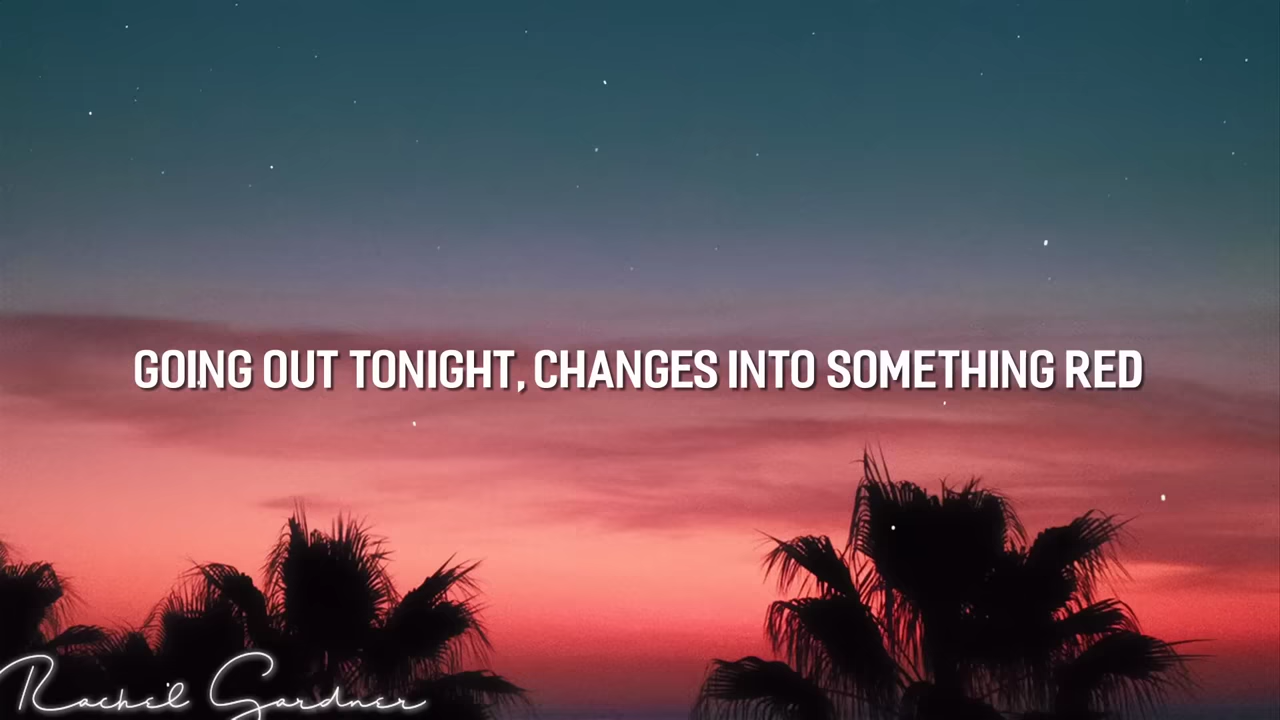 GOING OUT TONIGHT, CHANGES INTO SOMETHING RED
Rachel Gardner